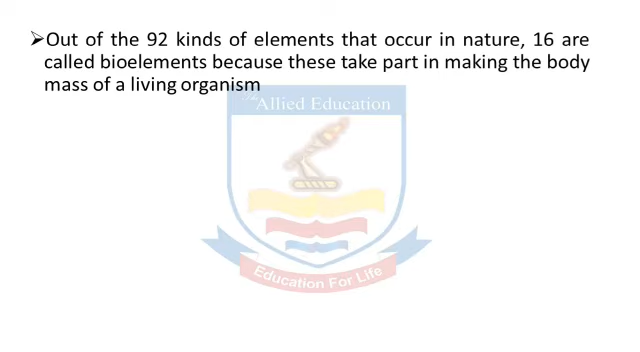 ➢Out of the 92 kinds of elements that occur in nature, 16 are
called bioelements because these take part in making the body
mass of a living organism
The Allied Education
Education For Life